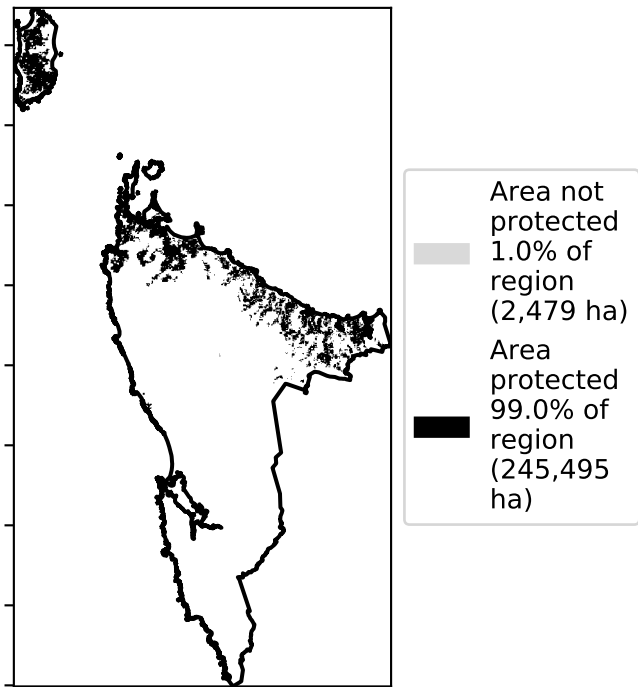 Area not
protected
1.0% of
region
(2,479 ha)
Area
protected
99.0% of
region
(245,495
ha)